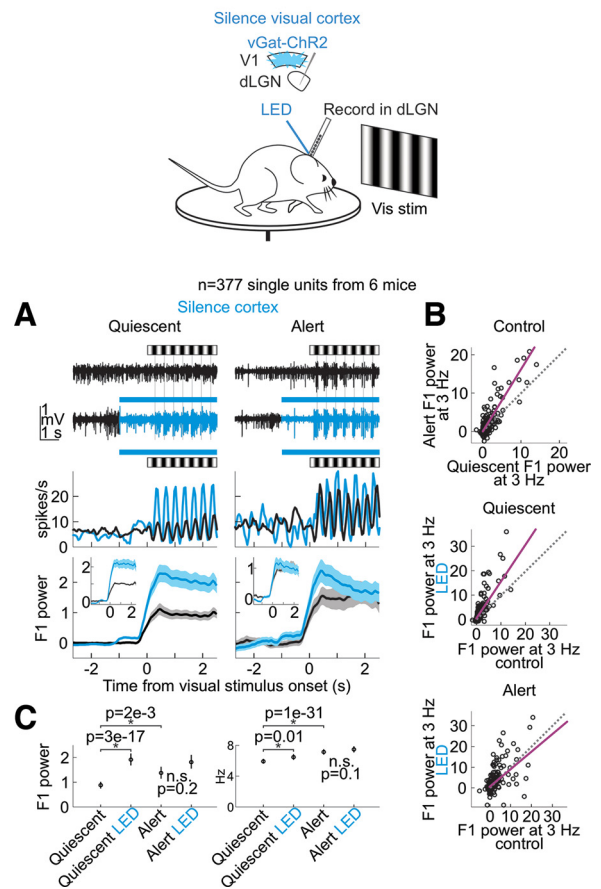 Silence visual cortex
vGat-ChR2
V1
dLGN
LED
Record in dLGN
Vis stim
n=377 single units from 6 mice
A
Silence cortex
Quiescent
Alert
1
mV
1 s
spikes/s
20
10
0
F1 power
2
1
0
2
0
0 2
1
0
0 2
-2 0 2
-2 0 2
Time from visual stimulus onset (s)
B
Control
Alert F1 power
at 3 Hz
20
10
0
0 10 20
Quiescent F1 power
at 3 Hz
Quiescent
F1 power at 3 Hz
LED
30
20
10
0
0 10 20 30
F1 power at 3 Hz
control
Alert
F1 power at 3 Hz
LED
30
20
10
0
0 10 20 30
F1 power at 3 Hz
control
C
p=2e-3
*
p=3e-17
*
F1 power
2
1
0
n.s.
p=0.2
Quiescent
Quiescent LED
Alert
Alert LED
p=1e-31
*
p=0.01
*
Hz
8
4
0
n.s.
p=0.1
Quiescent
Quiescent LED
Alert
Alert LED